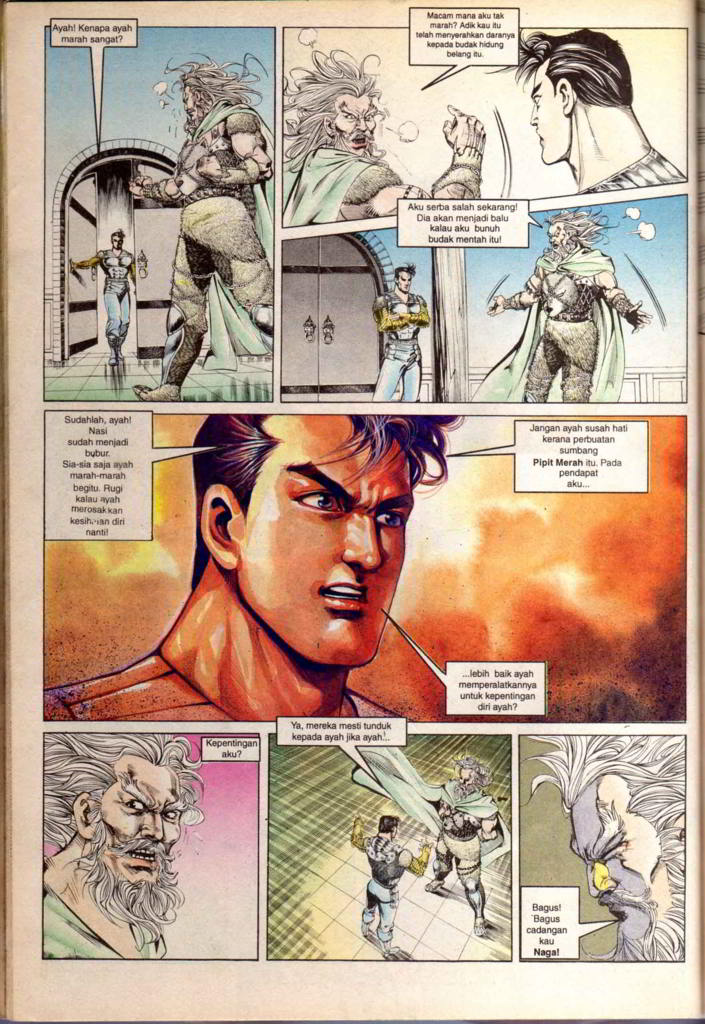 Ayah! Kenapa ayah
marah sangat?
Macam mana aku tak
marah? Adik kau itu
telah menyerahkan daranya
kepada budak hidung
belang itu.
Aku serba salah sekarang!
Dia akan menjadi balu
kalau aku bunuh
budak mentah itu!
Sudahlah, ayah!
Nasi
sudah menjadi
bubur.
Sia-sia saja ayah
marah-marah
begitu. Rugi
kalau ayah
merosakkan
diri
nanti!
Jangan ayah susah hati
kerana perbuatan
sumbang
Pipit Merah itu. Pada
pendapat
aku...
...lebih baik ayah
memperalatkannya
untuk kepentingan
diri ayah?
Kepentingan
aku?
Ya, mereka mesti tunduk
kepada ayah jika ayah...
Bagus!
Bagus
cadangan
kau
Naga!